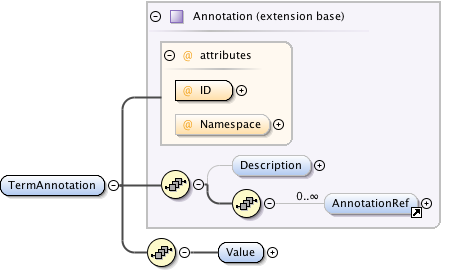 Annotation (extension base)
@ attributes
@ ID
@ Namespace
Description
TermAnnotation
0..∞
AnnotationRef
Value